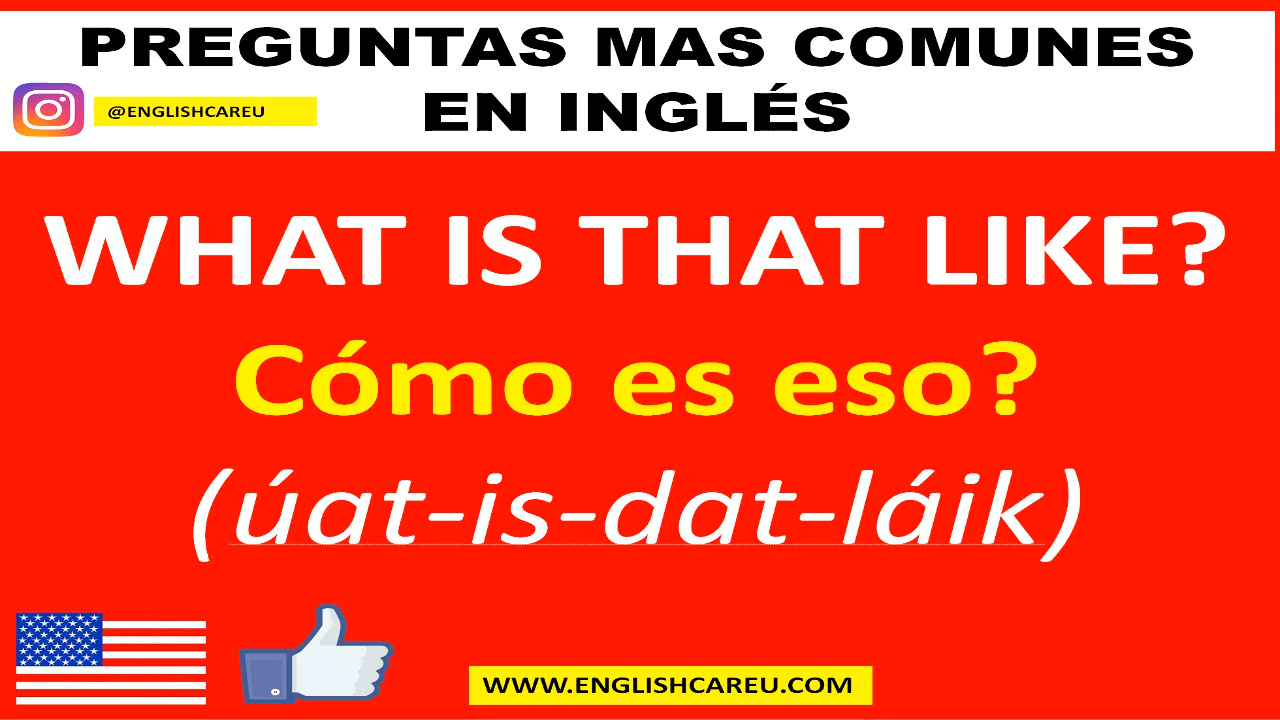 PREGUNTAS MAS COMUNES
EN INGLÉS
@ENGLISHCAREU
WHAT IS THAT LIKE?
Cómo es eso?
(úat-is-dat-láik)
WWW.ENGLISHCAREU.COM